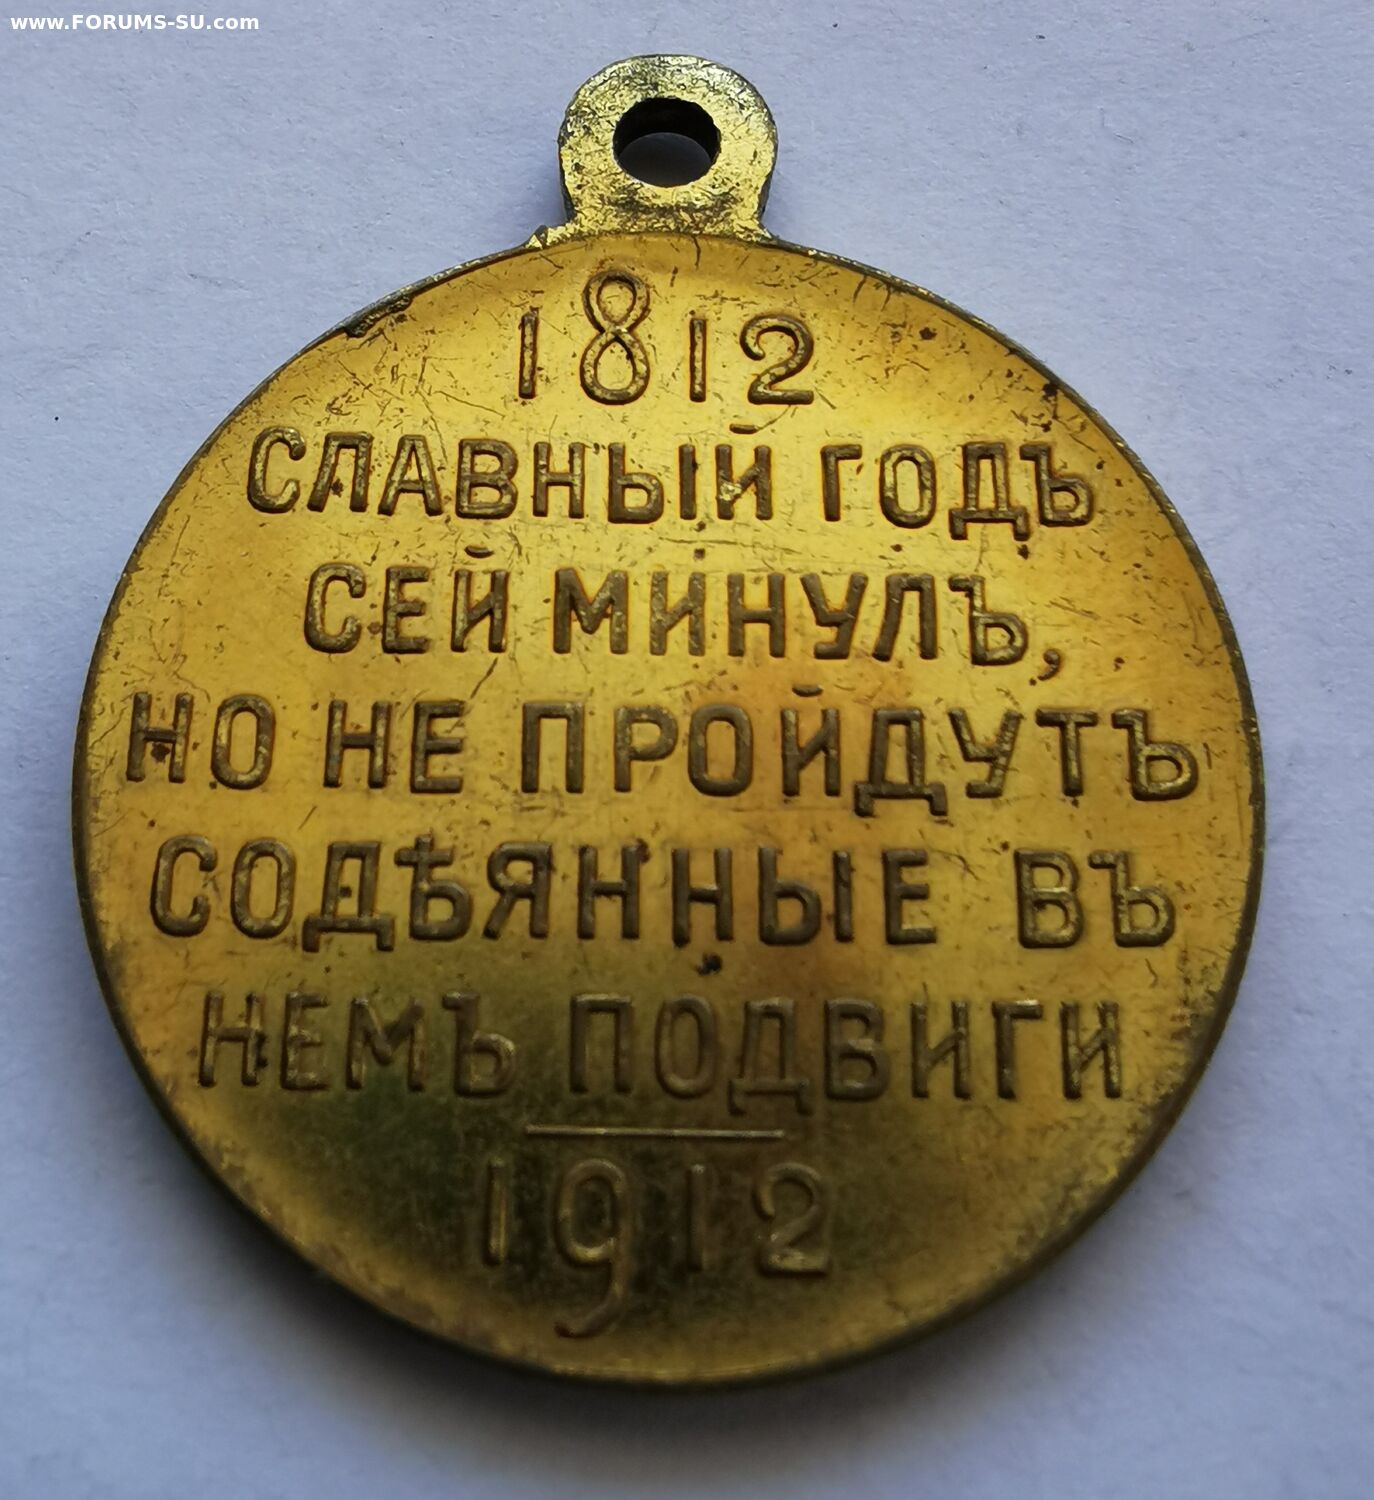 www.FORUMS-SU.com
1812
СЛАВНЫЙ ГОДЪ
СЕЙ МИНУЛЪ,
НО НЕ ПРОЙДУТЪ
СОДѢЯННЫЕ ВЪ
НЕМЪ ПОДВИГИ
1912